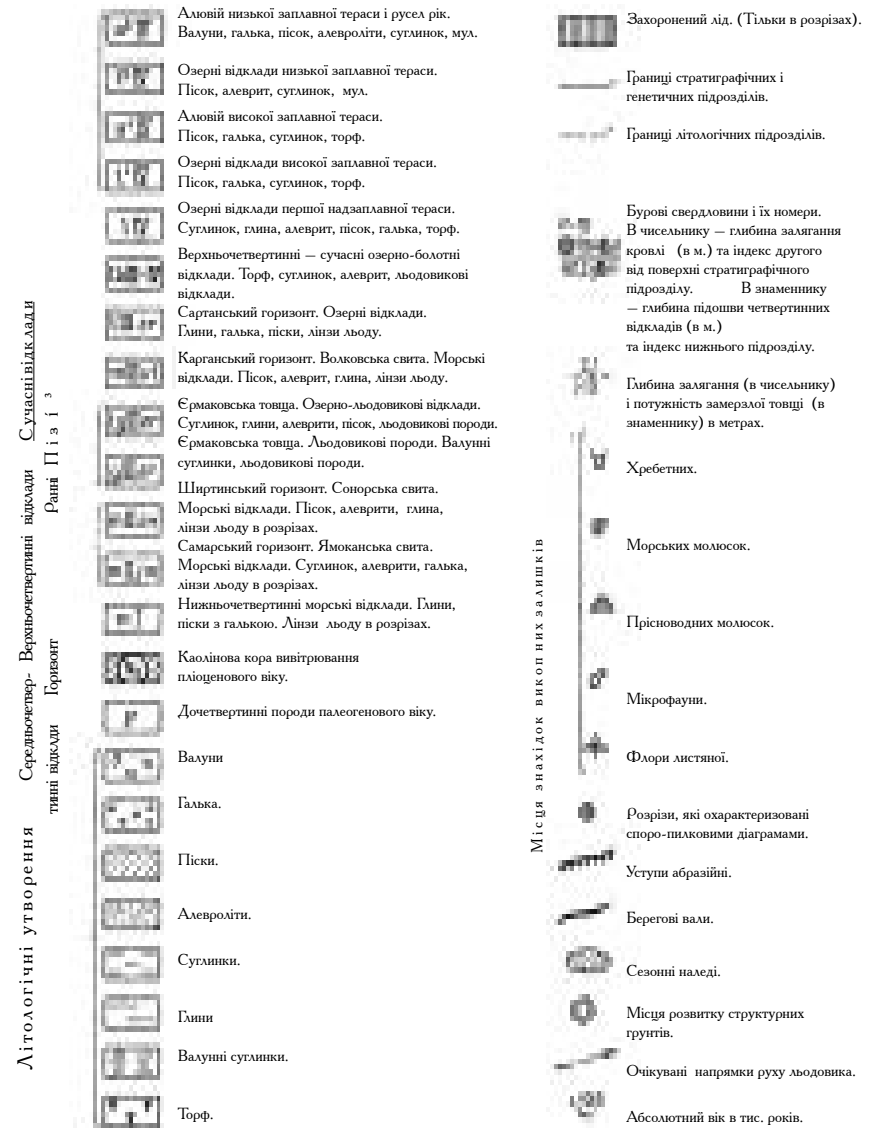 Алювій низької заплавної тераси і русел рік.
Валуни, галька, пісок, алевроліти, суглинок, мул.
Озерні відклади низької заплавної тераси.
Пісок, алеврит, суглинок, мул.
Алювій високої заплавної тераси.
Пісок, галька, суглинок, торф.
Озерні відклади високої заплавної тераси.
Пісок, галька, суглинок, торф.
Озерні відклади першої надзаплавної тераси.
Суглинок, глина, алеврит, пісок, галька, торф.
Верхньочетвертинні – сучасні озерно-болотні
відклади. Торф, суглинок, алеврит, льодовикові
відклади.
Сартанський горизонт. Озерні відклади.
Глини, галька, піски, лінзи льоду.
Карганський горизонт. Волковська свита. Морські
відклади. Пісок, алеврит, глина, лінзи льоду.
Єрмаковська товща. Озерно-льодовикові відклади.
Суглинок, глини, алеврити, пісок, льодовикові породи.
Єрмаковська товща. Льодовикові породи. Валунні
суглинки, льодовикові породи.
Ширтинський горизонт. Сонорська свита.
Морські відклади. Пісок, алеврити, глина,
лінзи льоду в розрізах.
Самарський горизонт. Ямоканська свита.
Морські відклади. Суглинок, алеврити, галька,
лінзи льоду в розрізах.
Нижньочетвертинні морські відклади. Глини,
піски з галькою. Лінзи льоду в розрізах.
Каолінова кора вивітрювання
пліоценового віку.
Дочетвертинні породи палеогенового віку.
Валуни
Галька.
Піски.
Алевроліти.
Суглинки.
Глини
Валунні суглинки.
Торф.
Літологічні утворення
Середньочетвер-
тинні відклди
Горизонт
Верхньочетвертинні відклади
Ранні Пізі з
Сучасні відклади
Захоронений лід. (Тільки в розрізах).
Границі стратиграфічних і
генетичних підрозділів.
Границі літологічних підрозділів.
Бурові свердловини і їх номери.
В чисельнику – глибина залягання
кровлі (в м.) та індекс другого
від поверхні стратиграфічного
підрозділу. В знаменнику
– глибина підошви четвертинних
відкладів (в м.)
та індекс нижнього підрозділу.
Глибина залягання (в чисельнику)
і потужність замерзлої товщі (в
знаменнику) в метрах.
Хребетних.
Морських молюсок.
Прісноводних молюсок.
Мікрофауни.
Флори листяної.
Місця знахідок викопних залишків
Розрізи, які охарактеризовані
споро-пилковими діаграмами.
Уступи абразійні.
Берегові вали.
Сезонні наледі.
Місця розвитку структурних
грунтів.
Очікувані напрямки руху льодовика.
Абсолютний вік в тис. років.